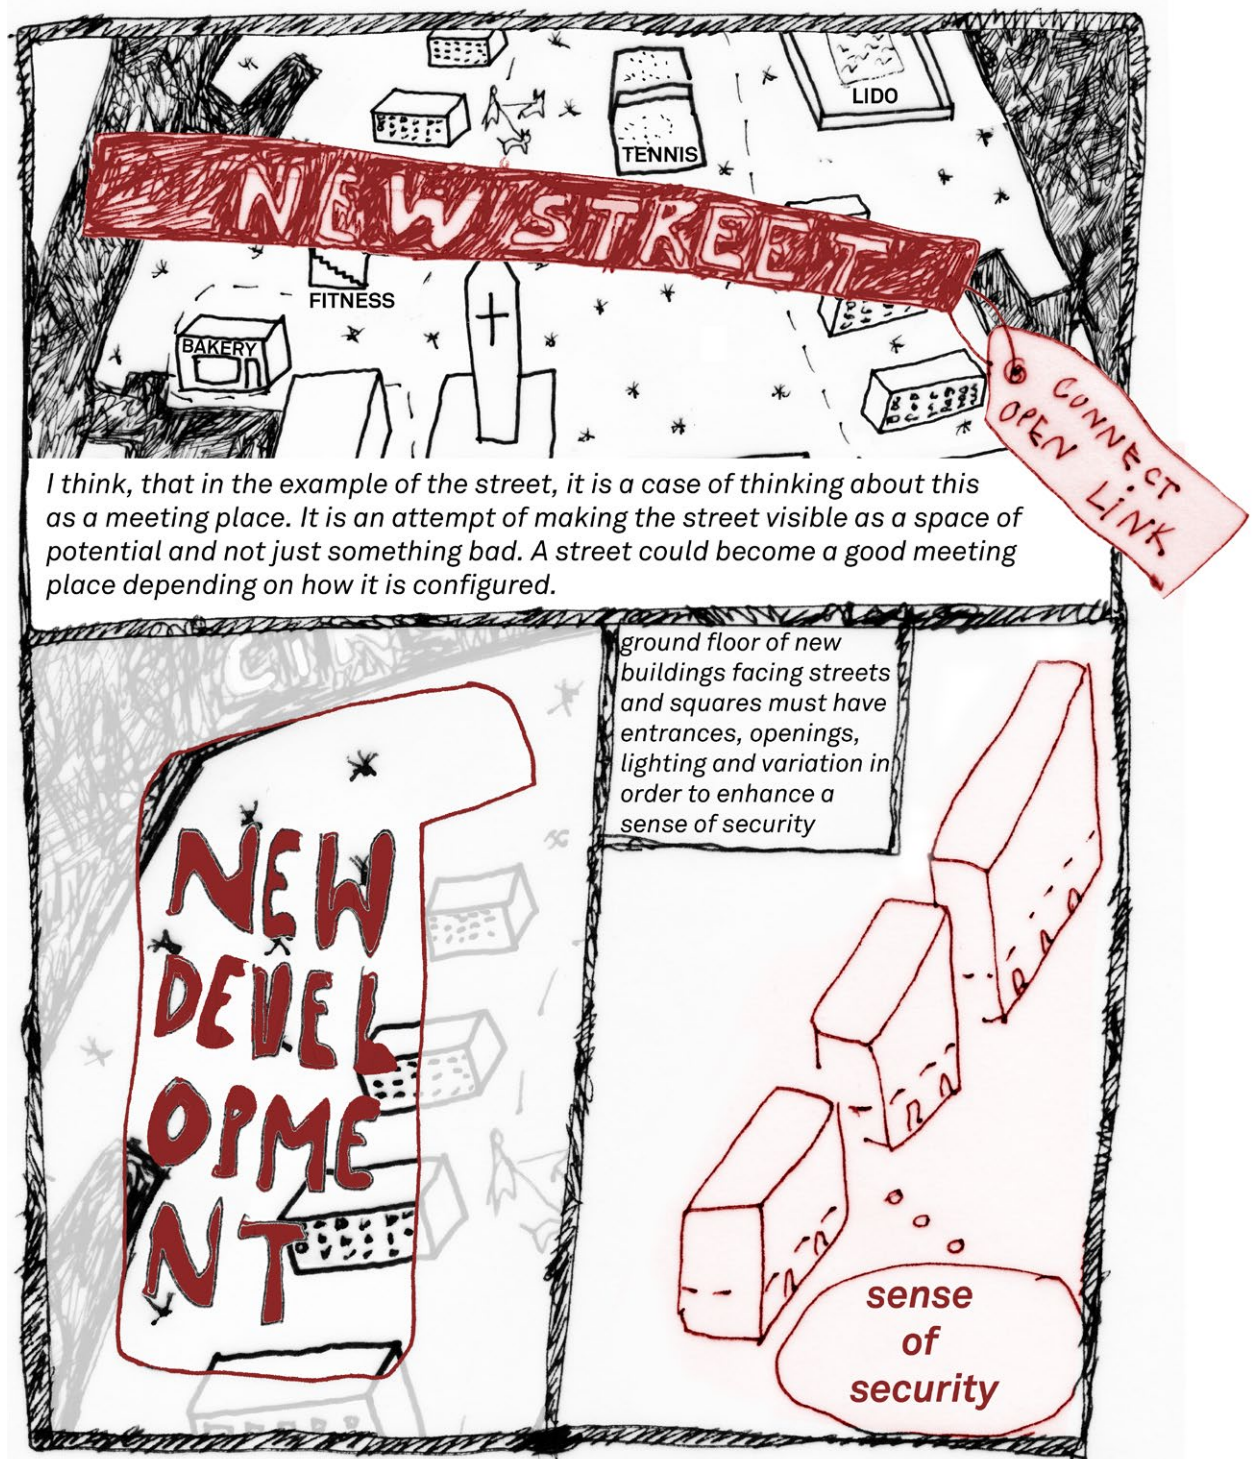 LIDO
TENNIS
NEW STREET
FITNESS
BAKERY
CONNECT
OPEN
LINK
I think, that in the example of the street, it is a case of thinking about this
as a meeting place. It is an attempt of making the street visible as a space of
potential and not just something bad. A street could become a good meeting
place depending on how it is configured.
NEW
DEVEL
OPME
NT
ground floor of new
buildings facing streets
and squares must have
entrances, openings,
lighting and variation in
order to enhance a
sense of security
sense
of
security